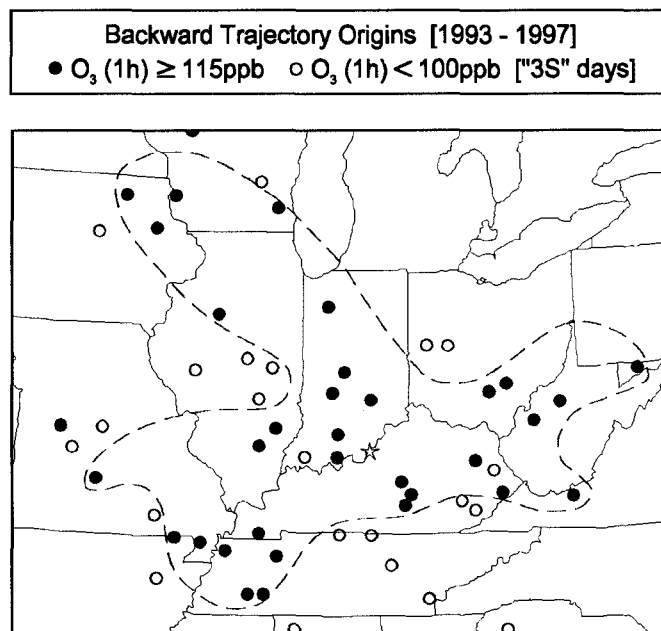 Backward Trajectory Origins [1993 - 1997]
● O₃ (1h) ≥ 115ppb ○ O₃ (1h) < 100ppb ["3S" days]